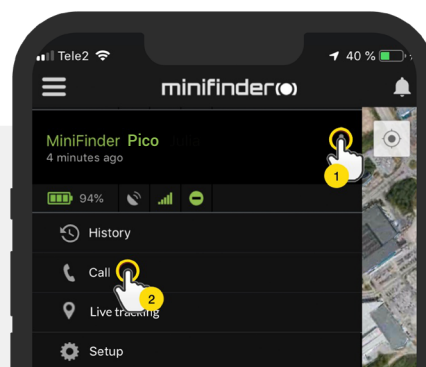 Tele2 40 %
minifinder
MiniFinder Pico
4 minutes ago
1
94%
History
Call
2
Live tracking
Setup